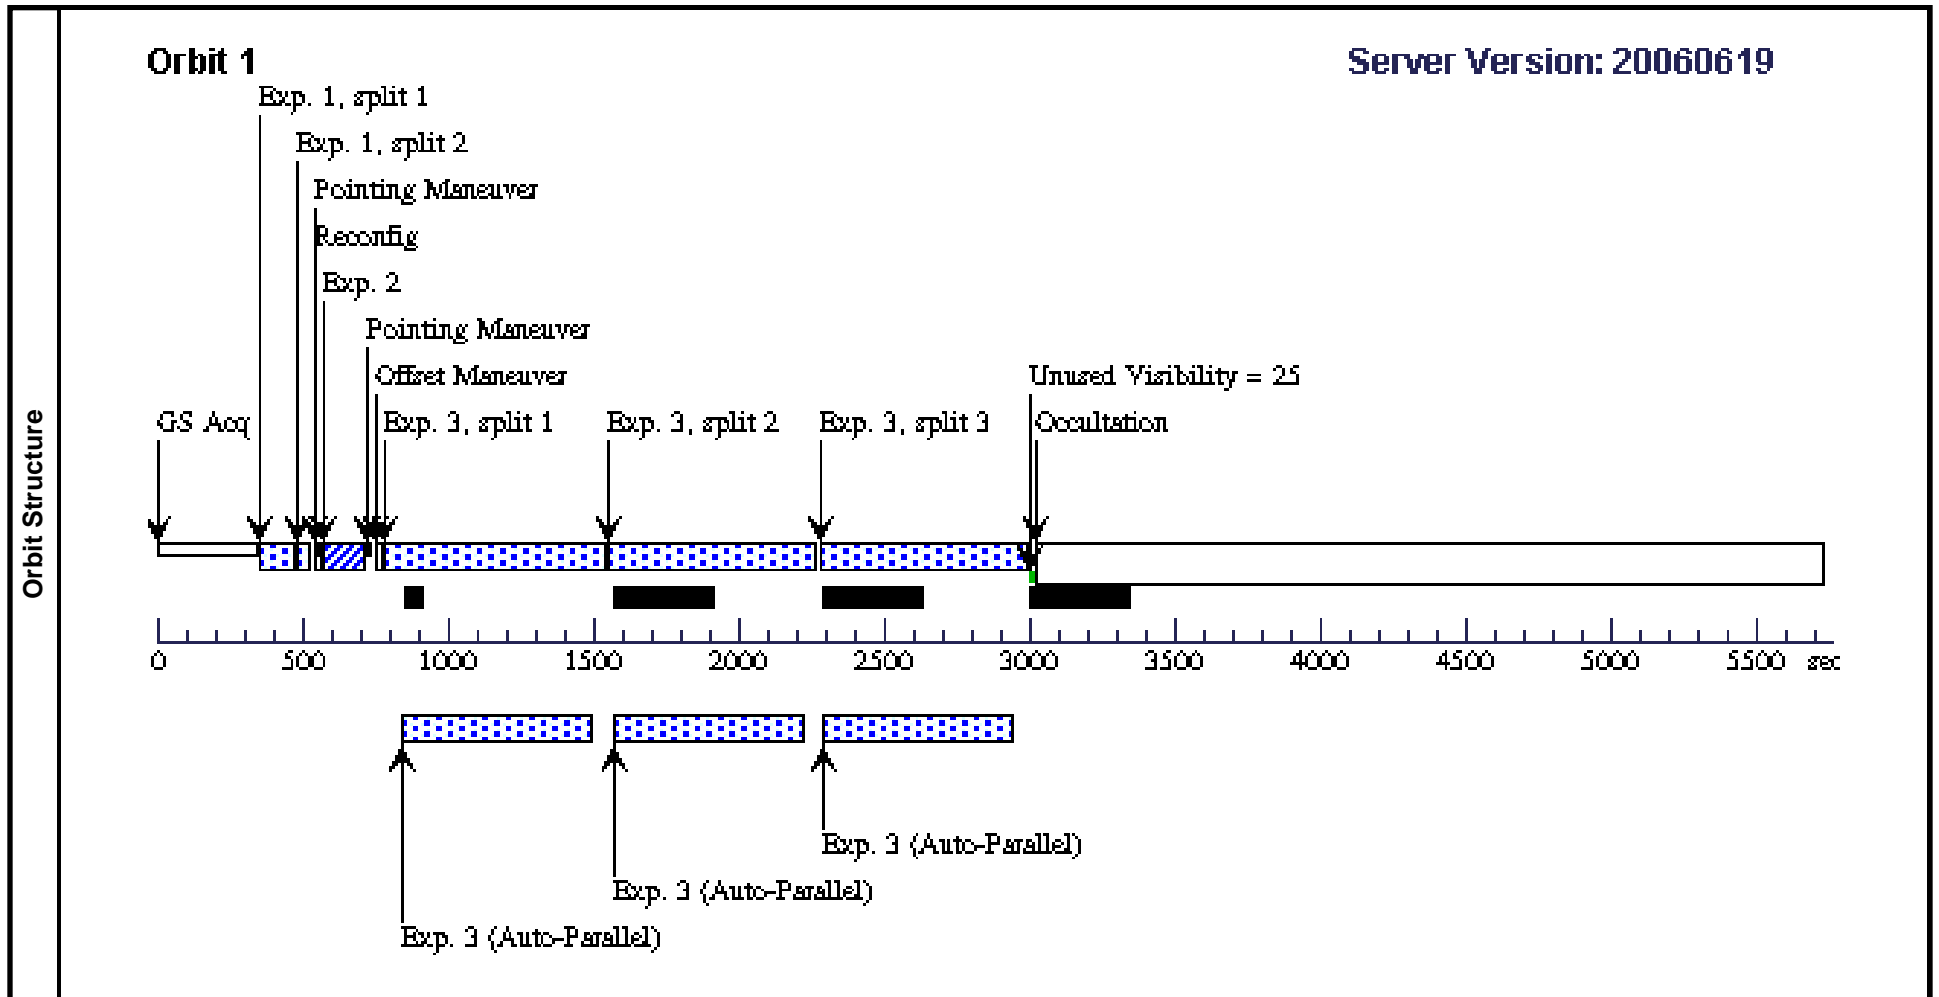 Orbit 1
Server Version: 20060619
Exp. 1, split 1
Exp. 1, split 2
Pointing Maneuver
Reconfig
Exp. 2
Pointing Maneuver
Offset Maneuver
Unused Visibility = 25
GS Acq
Exp. 3, split 1
Exp. 3, split 2
Exp. 3, split 3
Occultation
Orbit Structure
0 500 1000 1500 2000 2500 3000 3500 4000 4500 5000 5500 sec
Exp. 3 (Auto-Parallel)
Exp. 3 (Auto-Parallel)
Exp. 3 (Auto-Parallel)